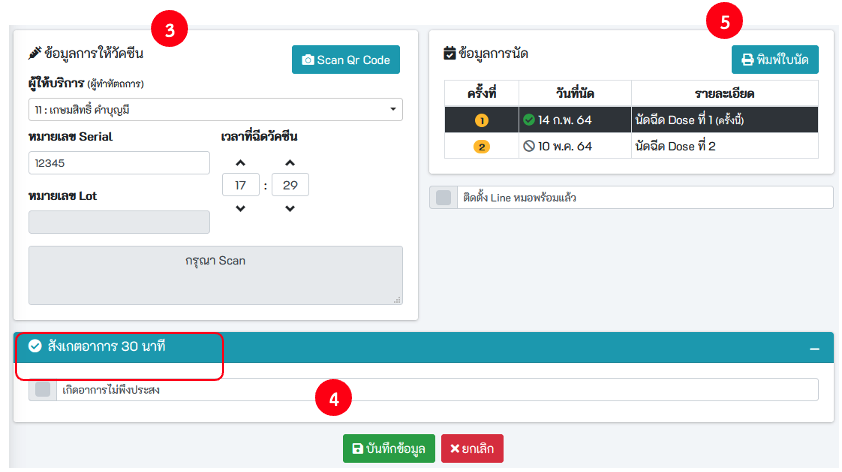 3
ข้อมูลการให้วัคซีน
Scan Qr Code
ผู้ให้บริการ (ผู้ทำหัตถการ)
11 : เกษมสิทธิ์ คำบุญมี
หมายเลข Serial
เวลาที่ฉีดวัคซีน
12345
17 : 29
หมายเลข Lot
กรุณา Scan
5
ข้อมูลการนัด
พิมพ์ใบนัด
ครั้งที่ วันที่นัด รายละเอียด
1 14 ก.พ. 64 นัดฉีด Dose ที่ 1 (ครั้งนี้)
2 10 พ.ค. 64 นัดฉีด Dose ที่ 2
ติดตั้ง Line หมอพร้อมแล้ว
สังเกตอาการ 30 นาที
เกิดอาการไม่พึงประสง
4
บันทึกข้อมูล
ยกเลิก